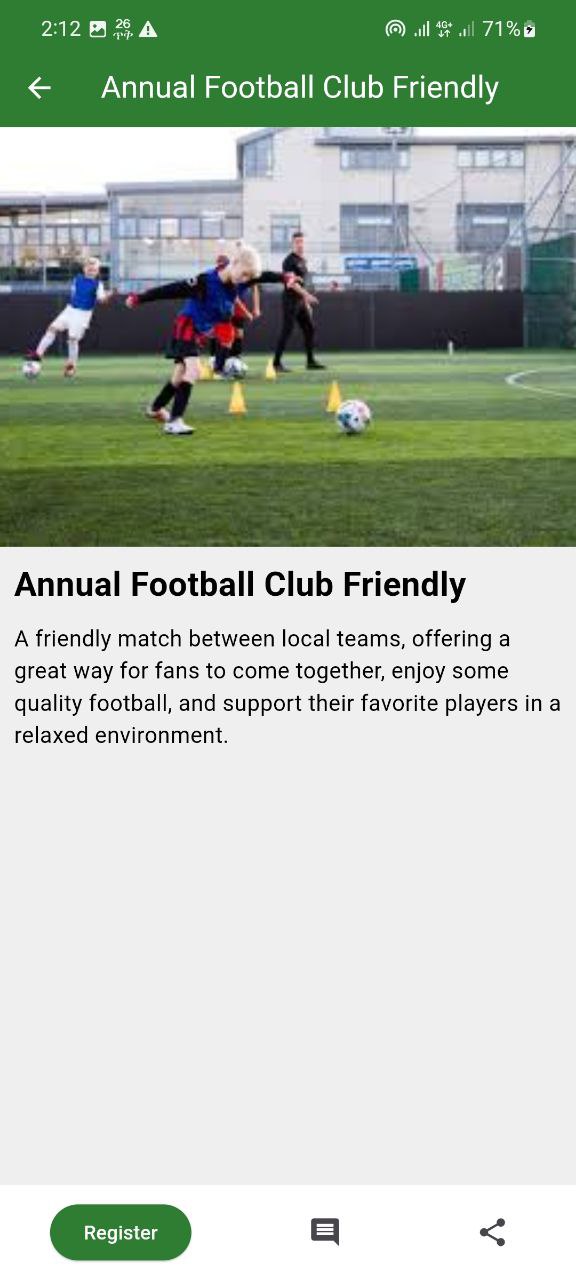 2:12
26
ጥቅ
4G+
71%
Annual Football Club Friendly
Annual Football Club Friendly
A friendly match between local teams, offering a
great way for fans to come together, enjoy some
quality football, and support their favorite players in a
relaxed environment.
Register